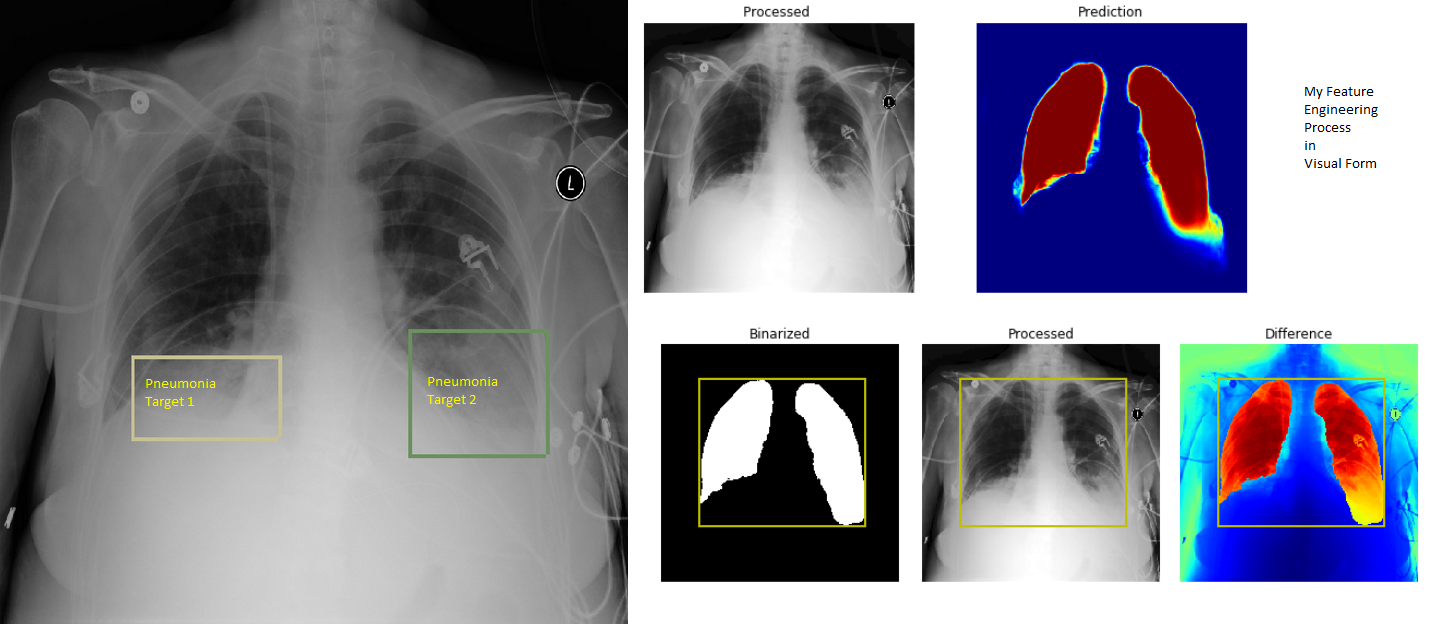 L
Pneumonia
Target 1
Pneumonia
Target 2
Processed
Prediction
My Feature
Engineering
Process
in
Visual Form
Binarized
Processed
Difference